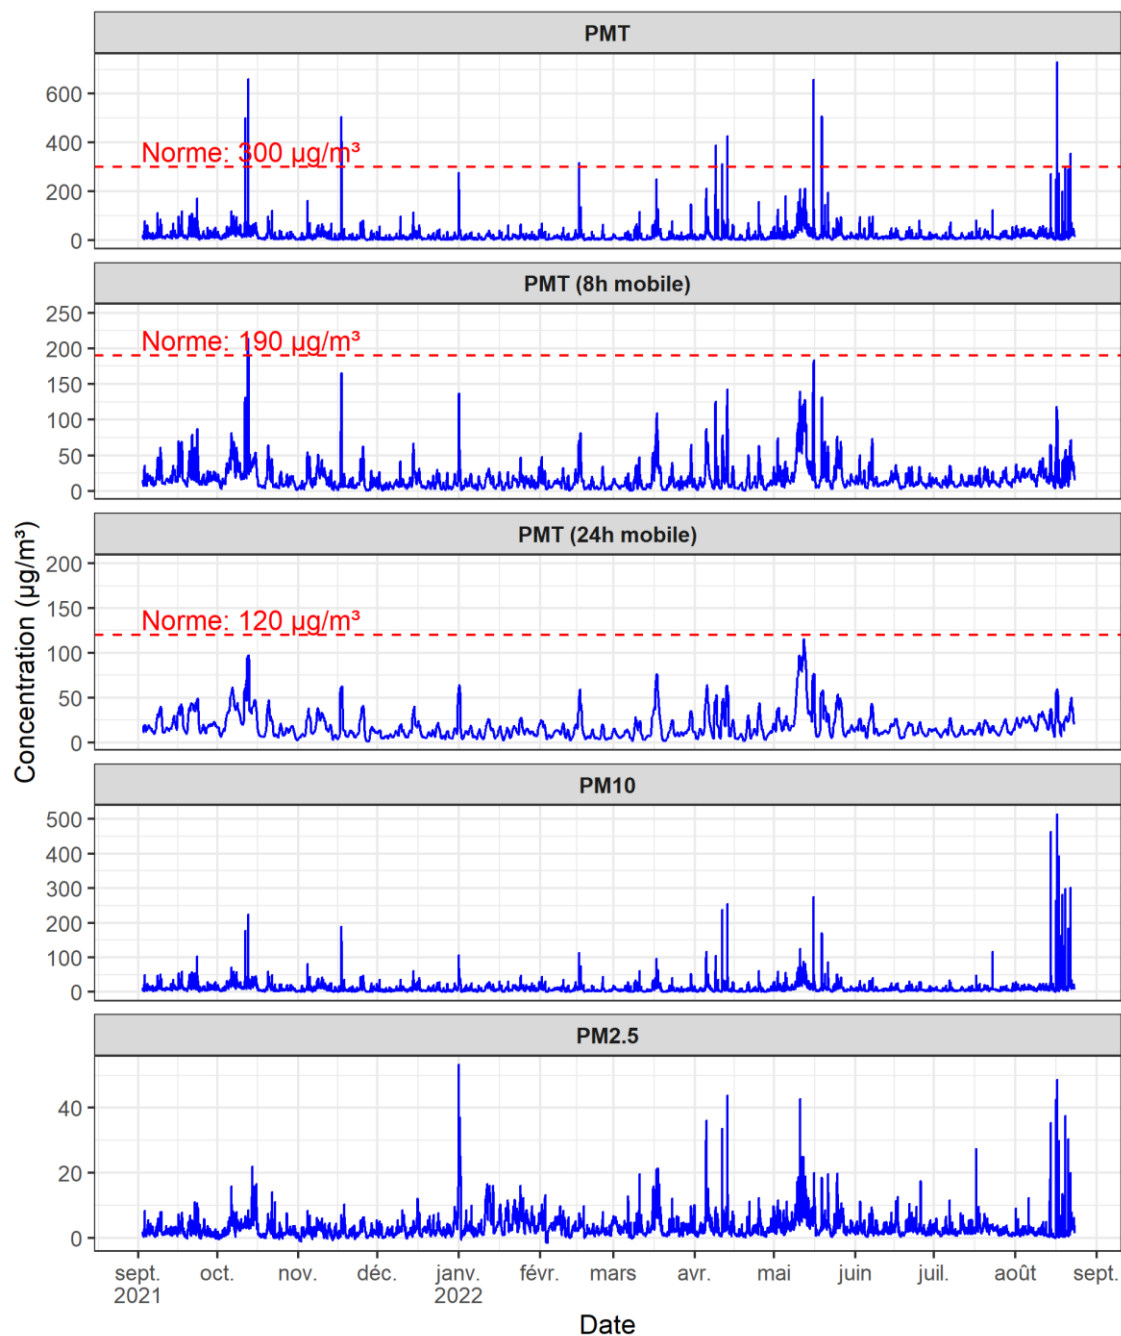 PMT
600
400
200
0
Norme: 300 µg/m³
PMT (8h mobile)
250
200
150
100
50
0
Norme: 190 µg/m³
PMT (24h mobile)
200
150
100
50
0
Norme: 120 µg/m³
Concentration (µg/m³)
PM10
500
400
300
200
100
0
PM2.5
40
20
0
sept. oct. nov. déc. janv. févr. mars avr. mai juin juil. août sept.
2021 2022
Date